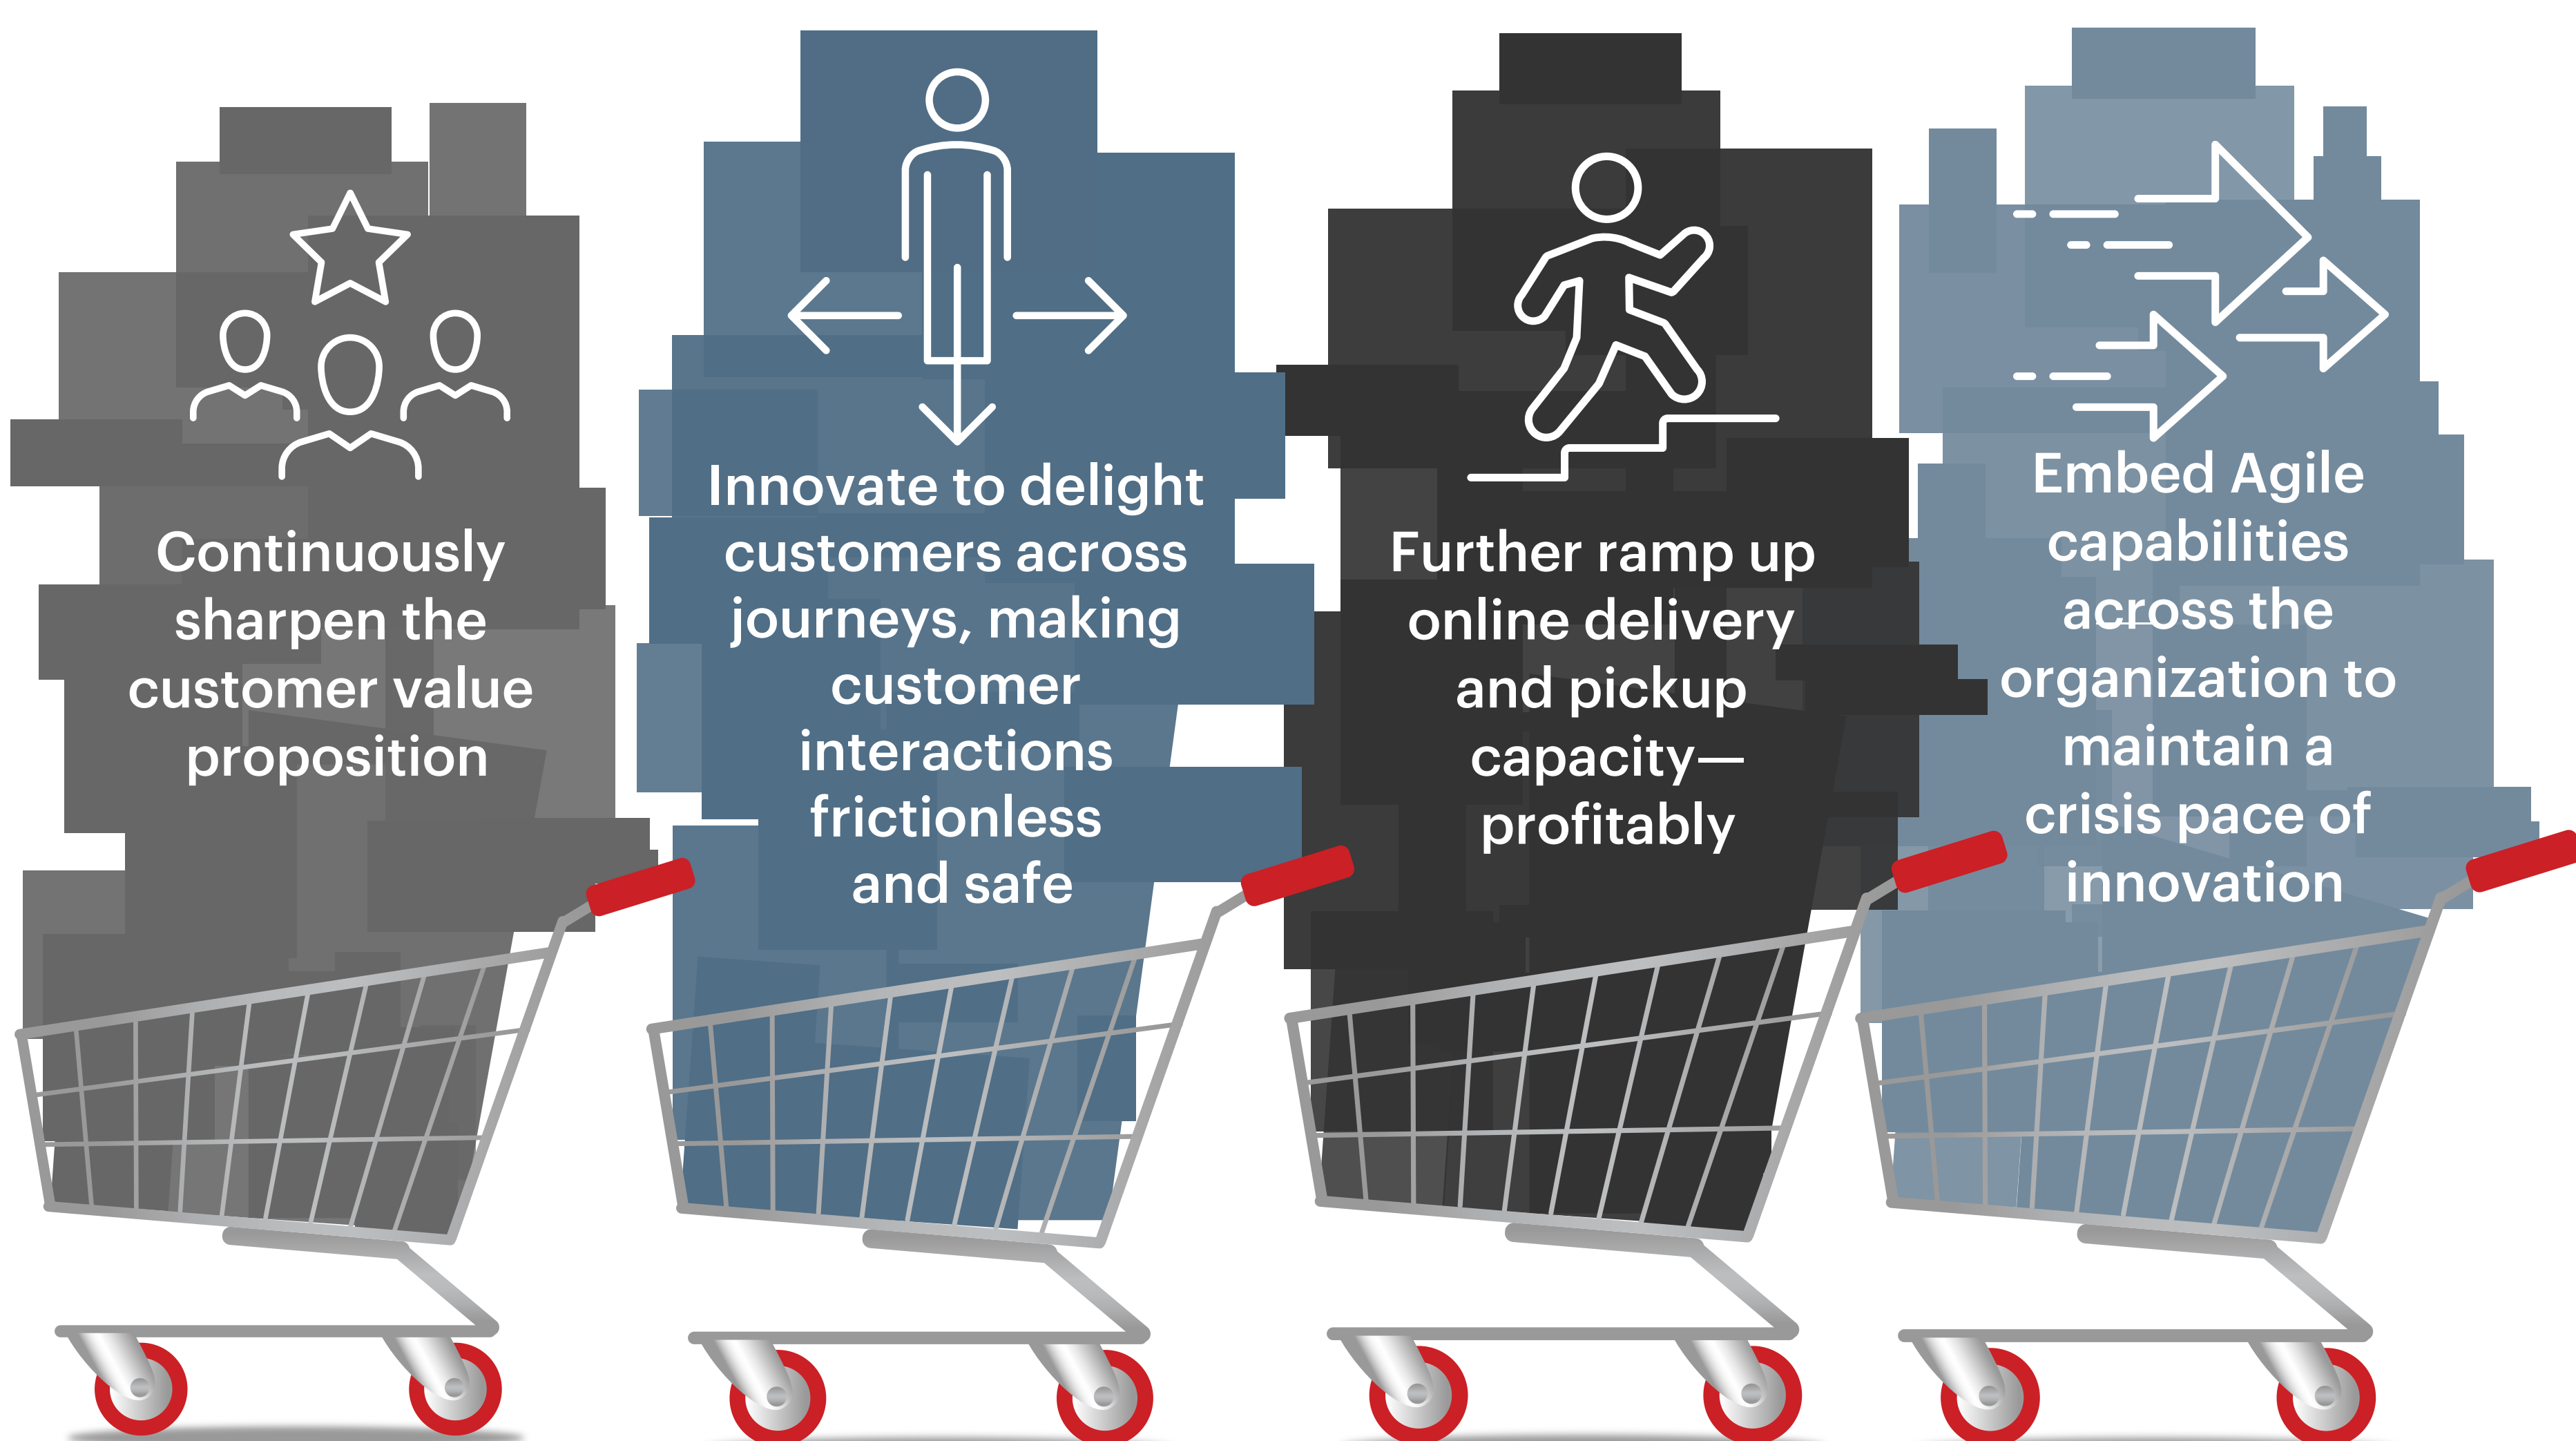 Continuously
sharpen the
customer value
proposition
Innovate to delight
customers across
journeys, making
customer
interactions
frictionless
and safe
Further ramp up
online delivery
and pickup
capacity—
profitably
Embed Agile
capabilities
across the
organization to
maintain a
crisis pace of
innovation